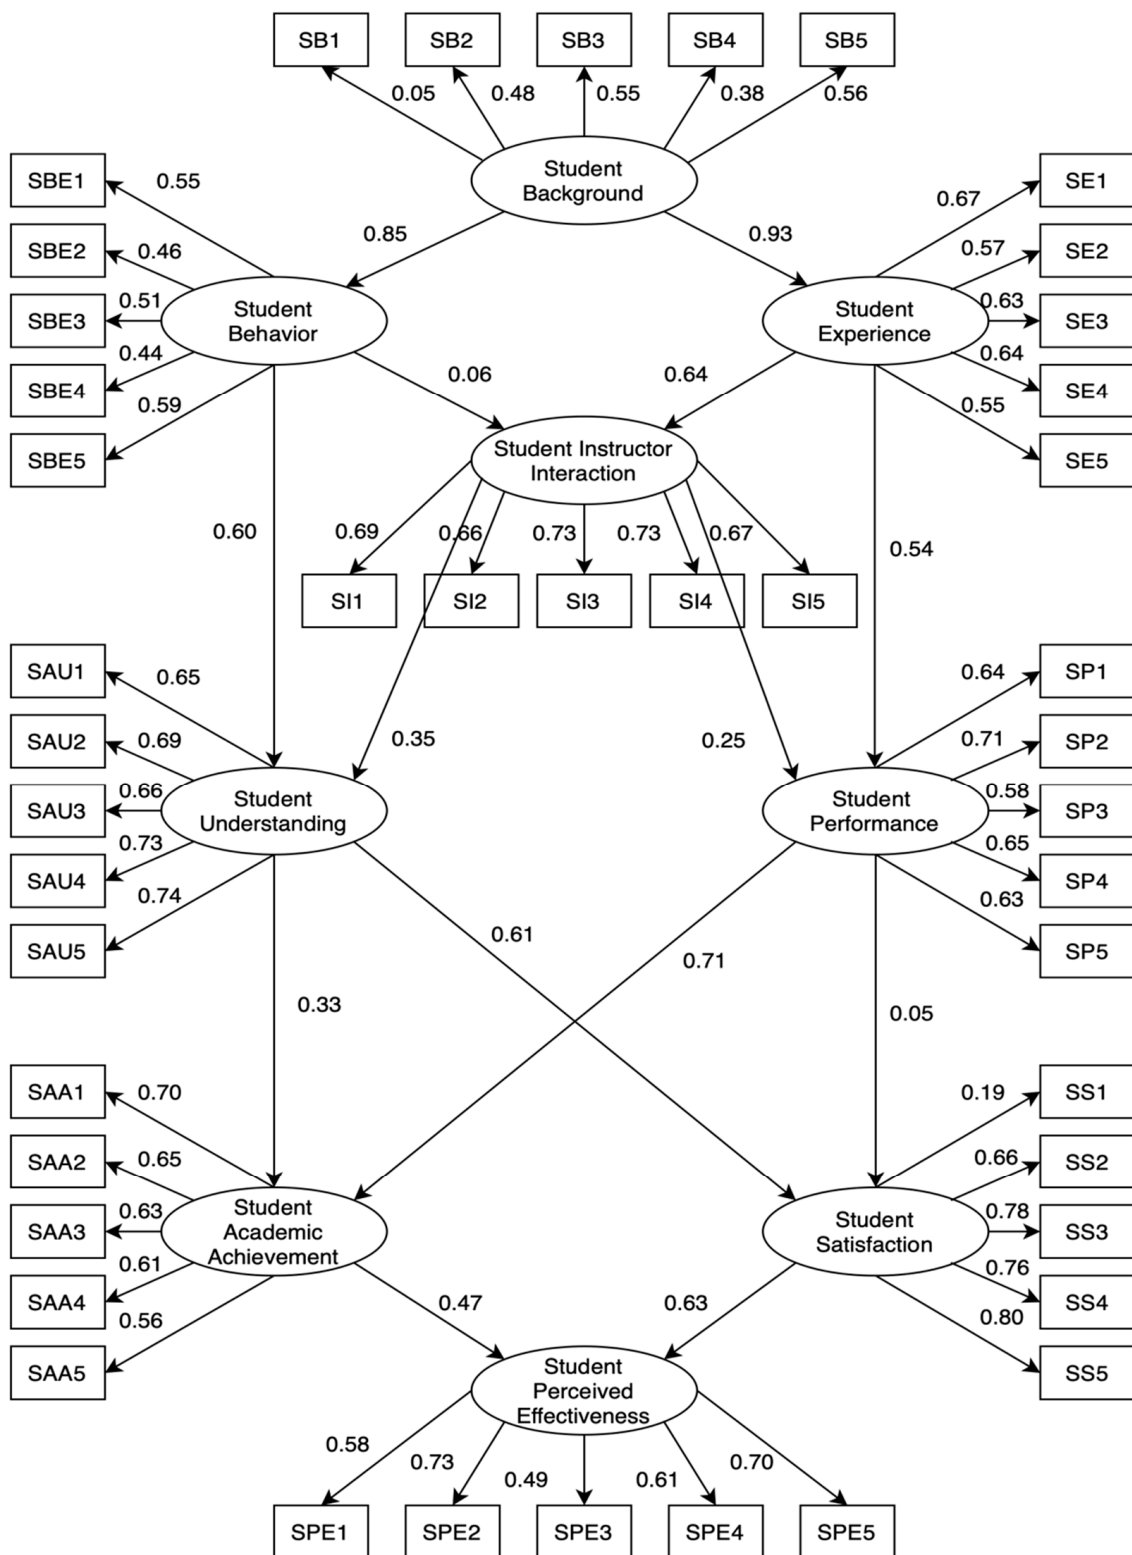 SB1 SB2 SB3 SB4 SB5
0.05 0.48 0.55 0.38 0.56
Student
Background
SBE1 0.55
SBE2 0.46
SBE3 0.51
SBE4 0.44
SBE5 0.59
0.85 0.93
Student
Behavior
Student
Experience
0.67 SE1
0.57 SE2
0.63 SE3
0.64 SE4
0.55 SE5
0.06 0.64
Student Instructor
Interaction
0.69 0.66 0.73 0.73 0.67
SI1 SI2 SI3 SI4 SI5
0.60 0.54
0.35 0.25
SAU1 0.65
SAU2 0.69
SAU3 0.66
SAU4 0.73
SAU5 0.74
Student
Understanding
Student
Performance
0.64 SP1
0.71 SP2
0.58 SP3
0.65 SP4
0.63 SP5
0.61 0.71
0.33 0.05
SAA1 0.70
SAA2 0.65
SAA3 0.63
SAA4 0.61
SAA5 0.56
Student
Academic
Achievement
Student
Satisfaction
0.19 SS1
0.66 SS2
0.78 SS3
0.76 SS4
0.80 SS5
0.47 0.63
Student
Perceived
Effectiveness
0.58 0.73 0.49 0.61 0.70
SPE1 SPE2 SPE3 SPE4 SPE5